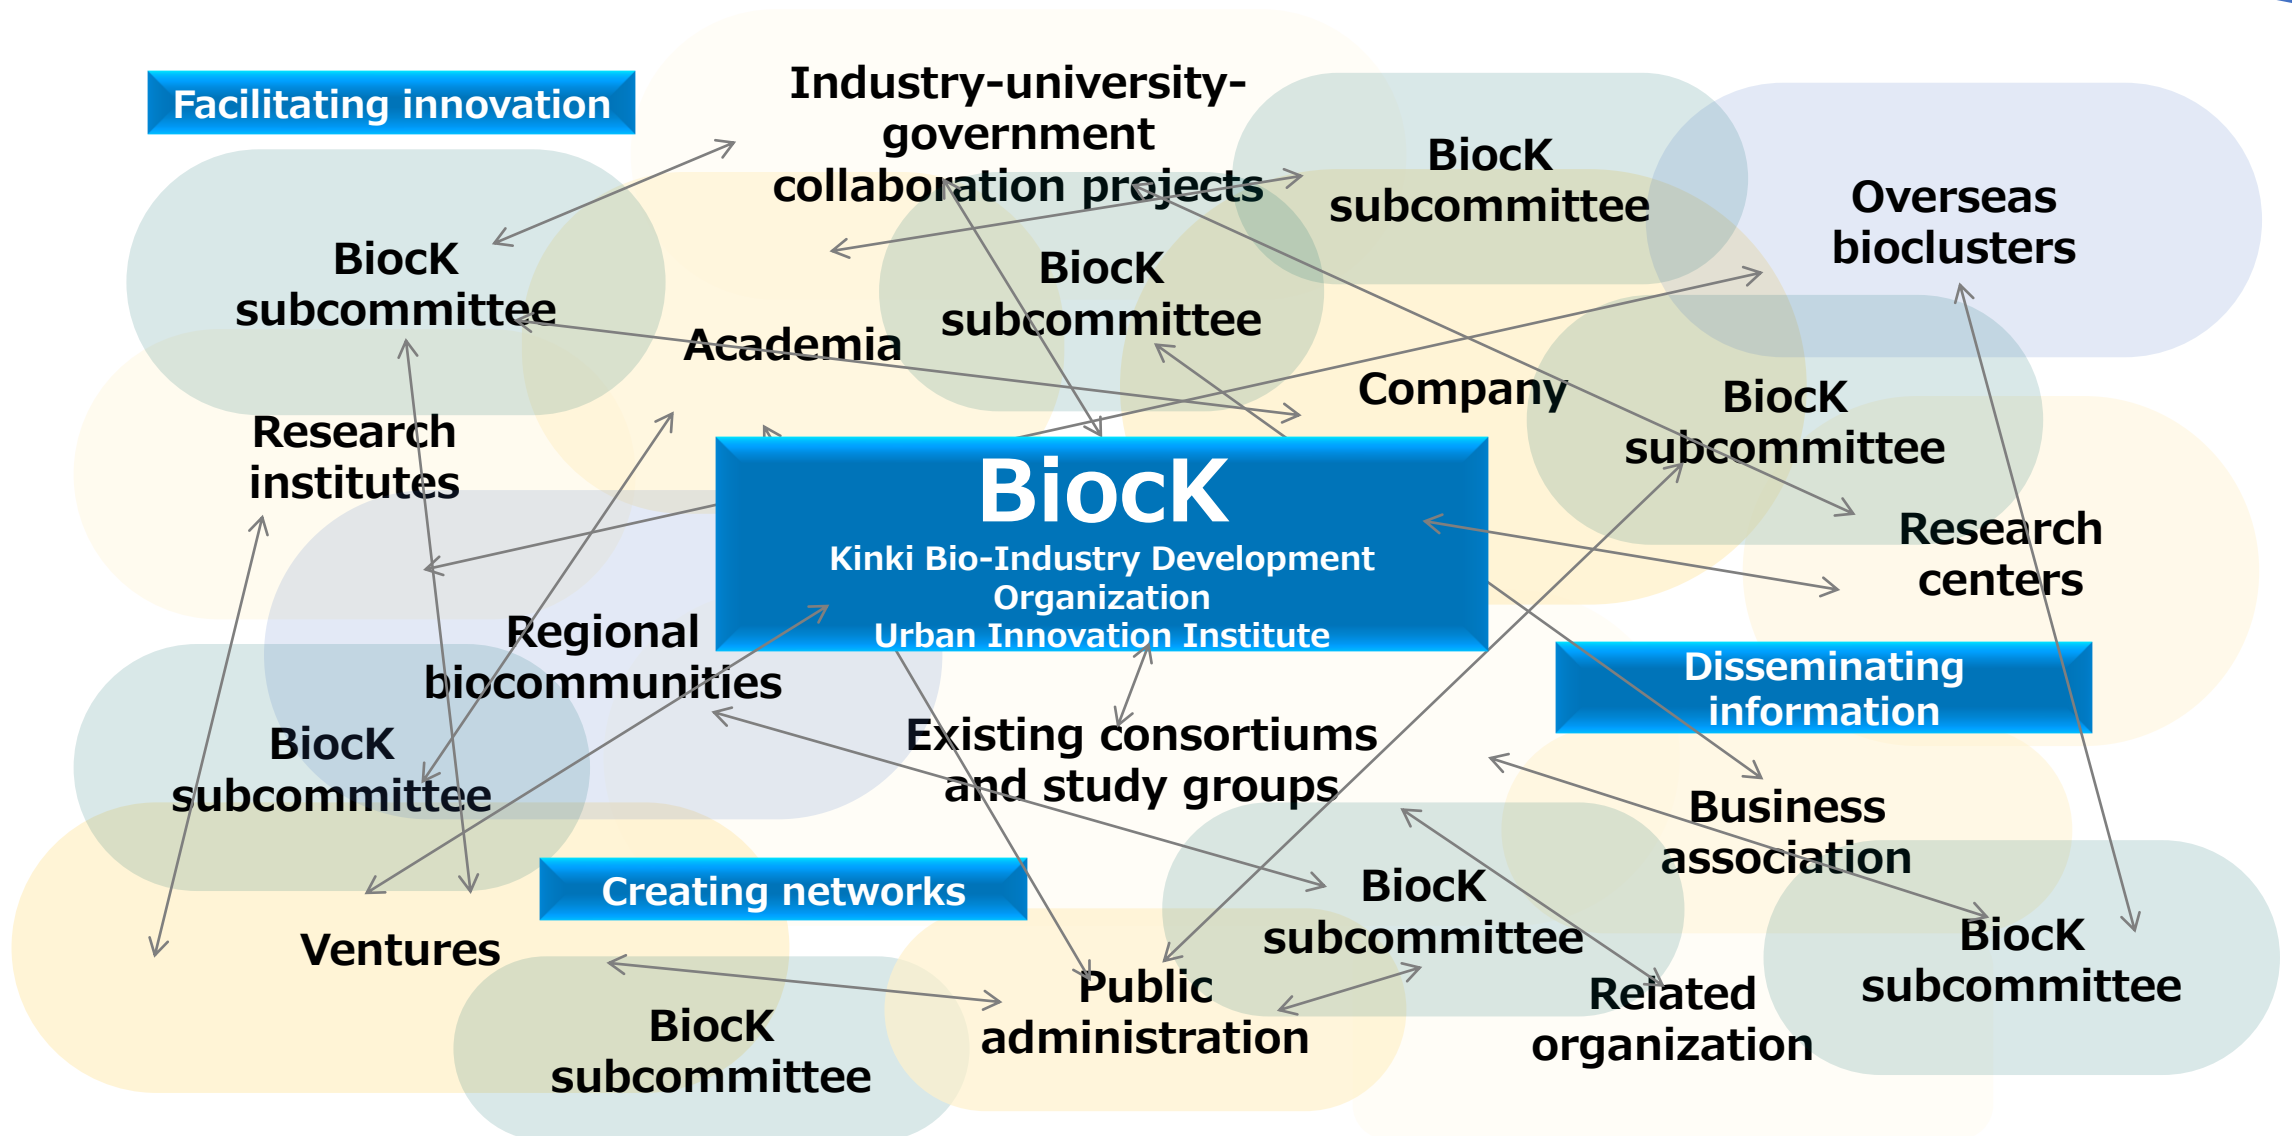 Facilitating innovation
Industry-university-
government
collaboration projects
BiocK
subcommittee
Overseas
bioclusters
BiocK
subcommittee
BiocK
subcommittee
Academia
Company
BiocK
subcommittee
Research
institutes
BiocK
Kinki Bio-Industry Development
Organization
Urban Innovation Institute
Research
centers
Regional
biocommunities
Disseminating
information
BiocK
subcommittee
Existing consortiums
and study groups
Business
association
Creating networks
BiocK
subcommittee
Ventures
BiocK
subcommittee
Public
administration
Related
organization
BiocK
subcommittee